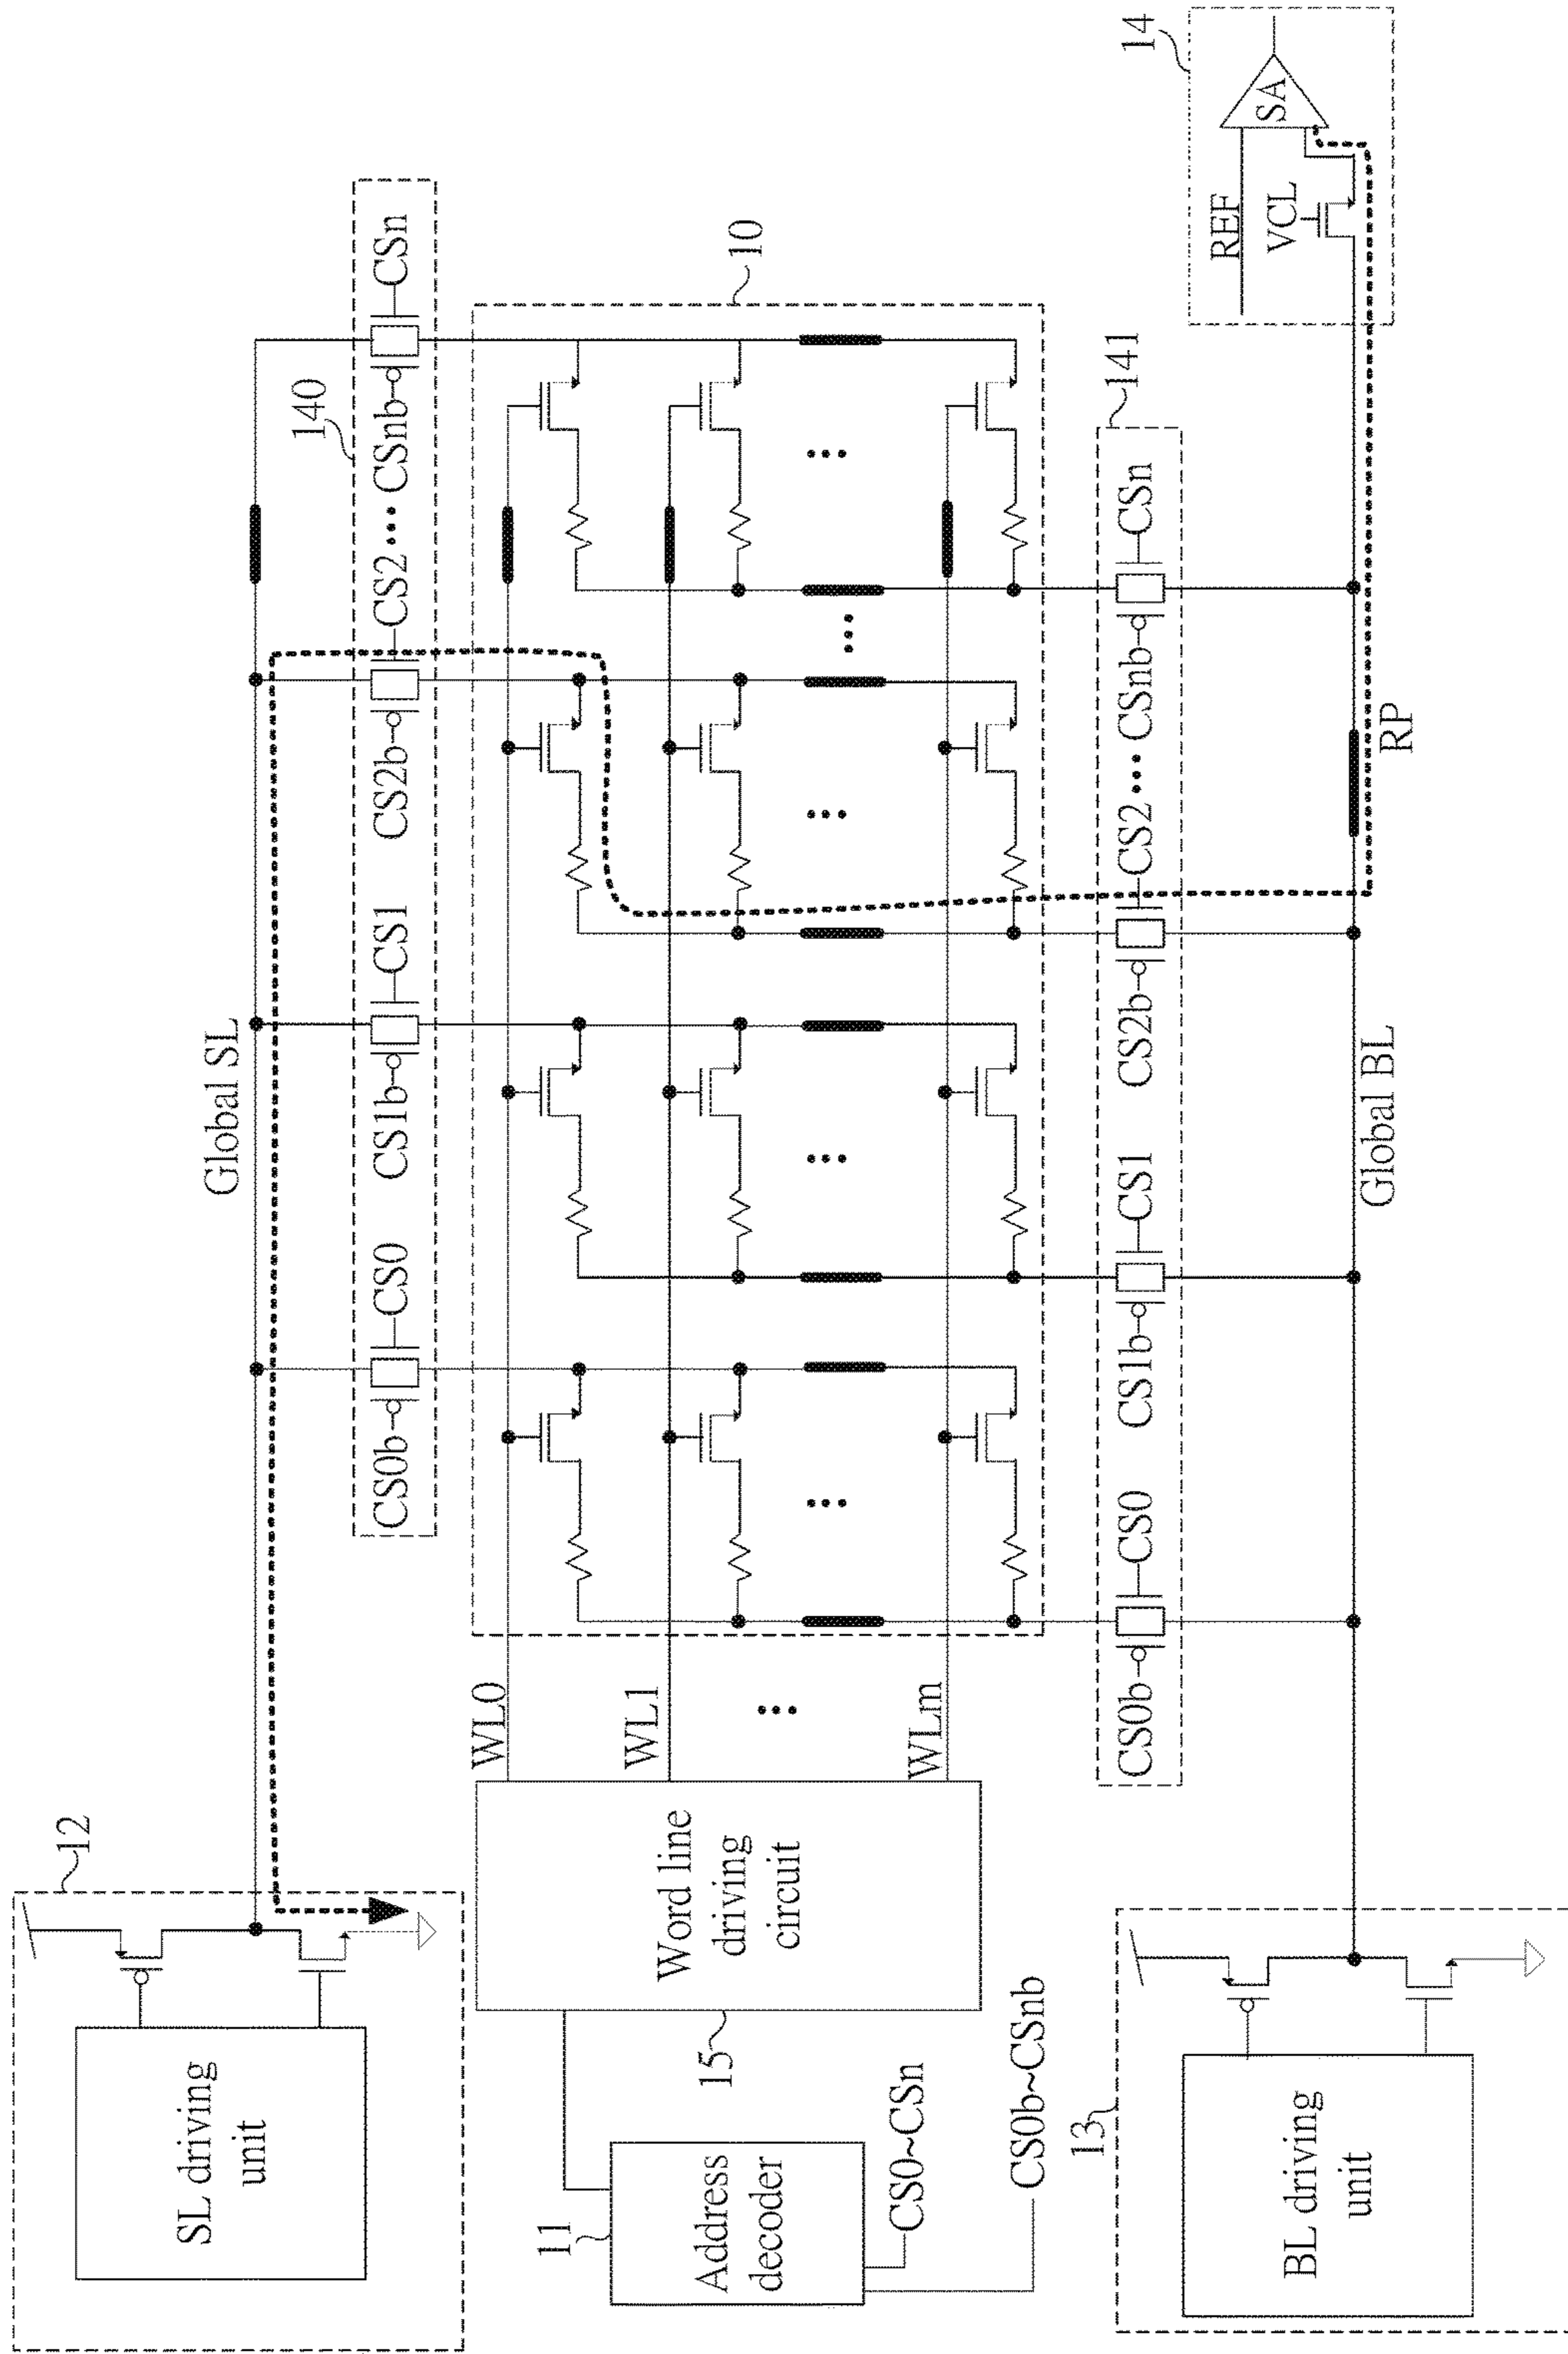 12
SL driving
unit
Global SL
140
CS0b
CS0
CS1b
CS1
CS2b
CS2
CSnb
CSn
10
WL0
WL1
WLm
Word line
driving
circuit
15
11
Address
decoder
CS0~CSn
CS0b~CSnb
141
CS0b
CS0
CS1b
CS1
CS2b
CS2
CSnb
CSn
14
REF
SA
VCL
13
BL driving
unit
Global BL
RP